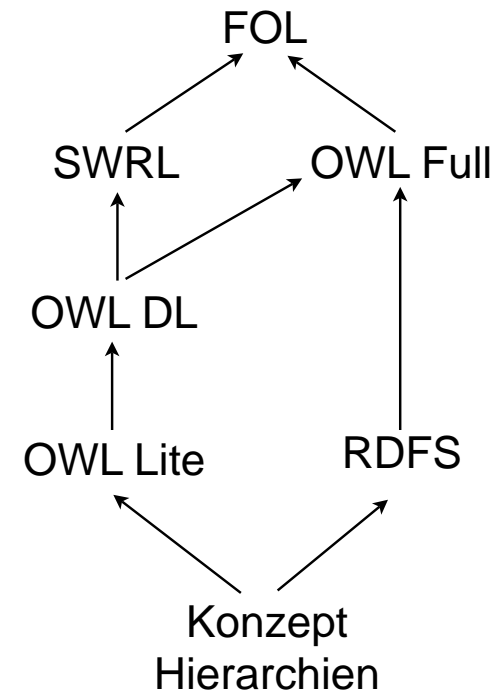 FOL
SWRL
OWL Full
OWL DL
OWL Lite
RDFS
Konzept
Hierarchien